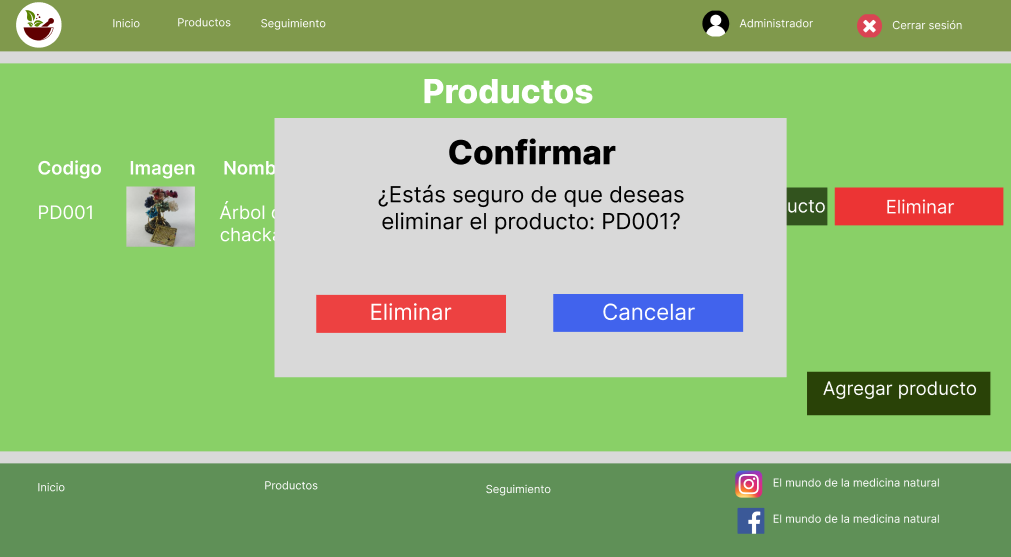 Inicio
Productos
Seguimiento
Administrador
Cerrar sesión
Productos
Confirmar
¿Estás seguro de que deseas
eliminar el producto: PD001?
Eliminar
Cancelar
Codigo
Imagen
Nomb
PD001
Árbol
chacka
ucto
Eliminar
Agregar producto
Inicio
Productos
Seguimiento
El mundo de la medicina natural
El mundo de la medicina natural